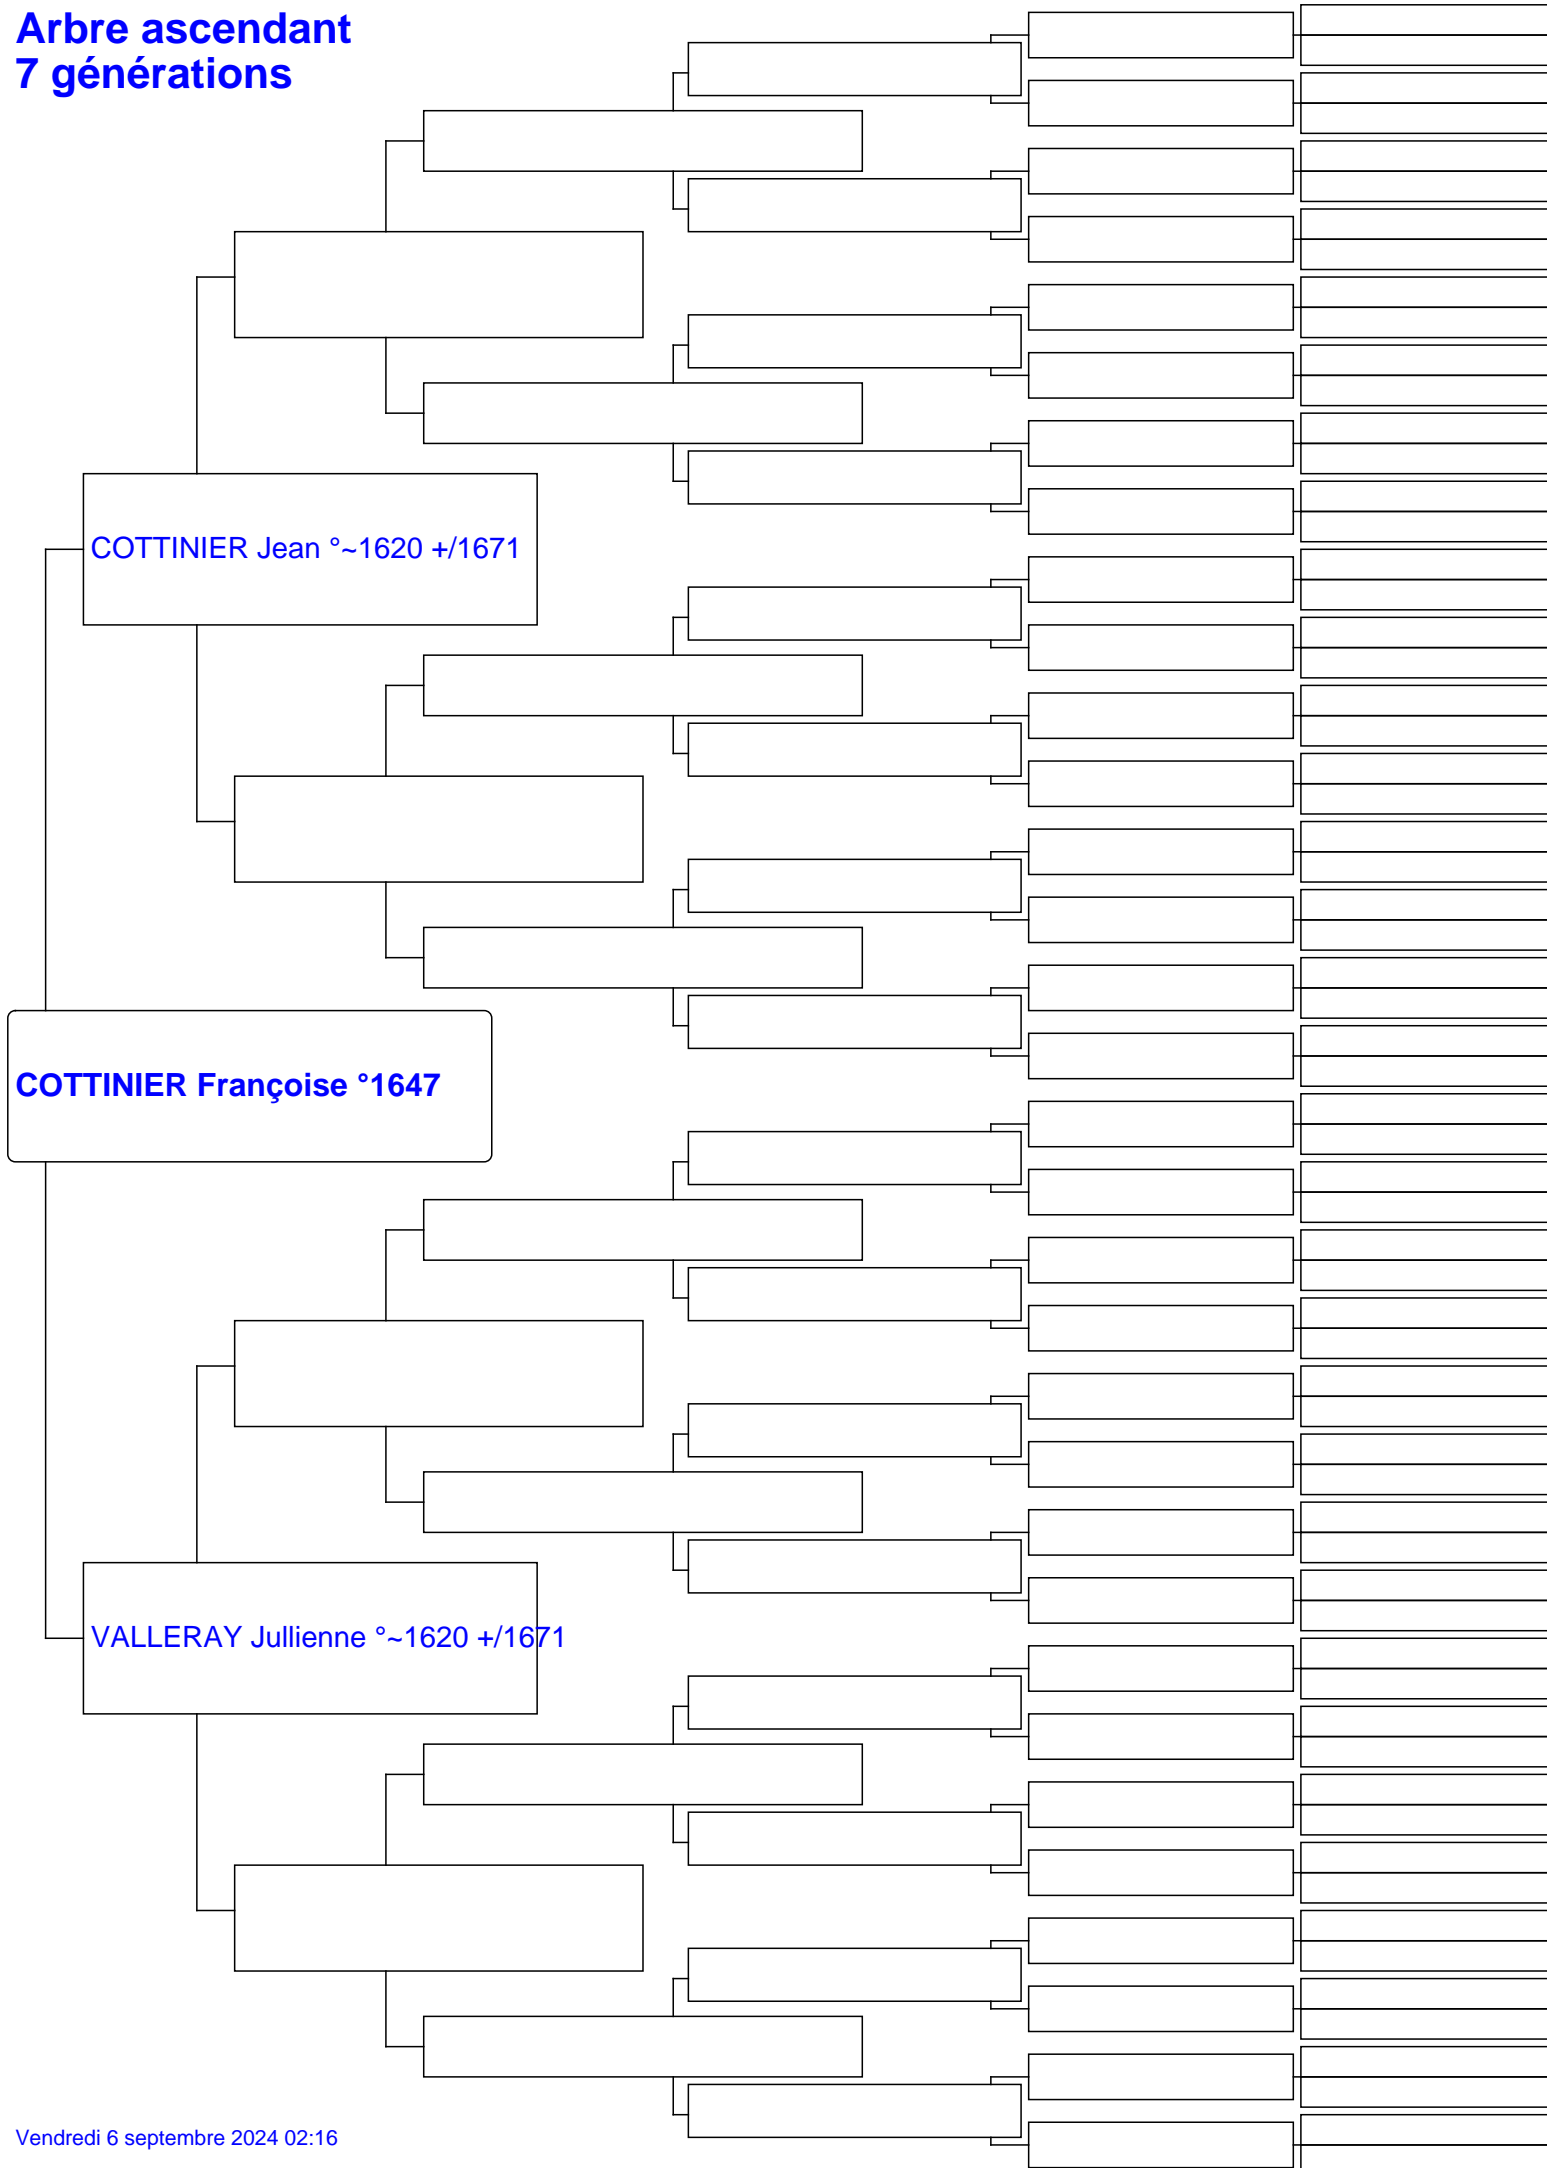 Arbre ascendant
7 générations
COTTINIER Jean °~1620 +/1671
COTTINIER Françoise °1647
VALLERAY Jullienne °~1620 +/1671
Vendredi 6 septembre 2024 02:16